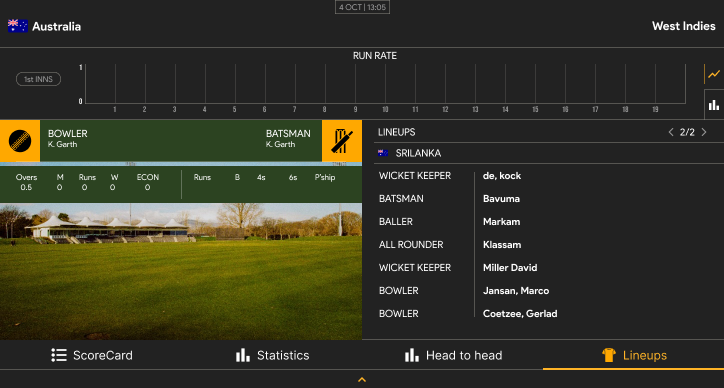 4 OCT | 13:05
Australia
West Indies
RUN RATE
1st INNS
1
0
1 2 3 4 5 6 7 8 9 10 11 12 13 14 15 16 17 18 19
BOWLER
K. Garth
BATSMAN
K. Garth
Overs M Runs W ECON Runs B 4s 6s P'ship
0.5 0 0 0 0
LINEUPS
2/2
SRILANKA
WICKET KEEPER de, kock
BATSMAN Bavuma
BALLER Markam
ALL ROUNDER Klassam
WICKET KEEPER Miller David
BOWLER Jansan, Marco
BOWLER Coetzee, Gerlad
ScoreCard
Statistics
Head to head
Lineups